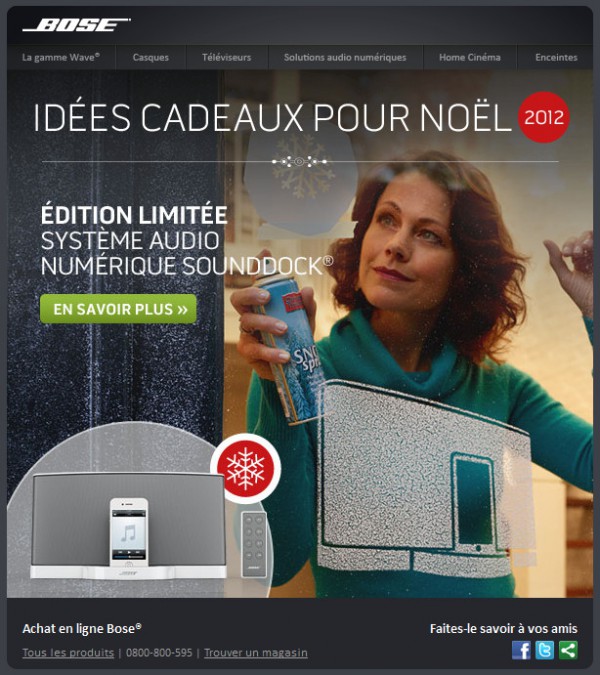 BOSE
La gamme Wave® Casques Téléviseurs Solutions audio numériques Home Cinéma Enceintes
IDÉES CADEAUX POUR NOËL 2012
ÉDITION LIMITÉE
SYSTÈME AUDIO
NUMÉRIQUE SOUNDDOCK®
EN SAVOIR PLUS »
SNOW
spray
BOSE
BOSE
Achat en ligne Bose®
Tous les produits | 0800-800-595 | Trouver un magasin
Faites-le savoir à vos amis